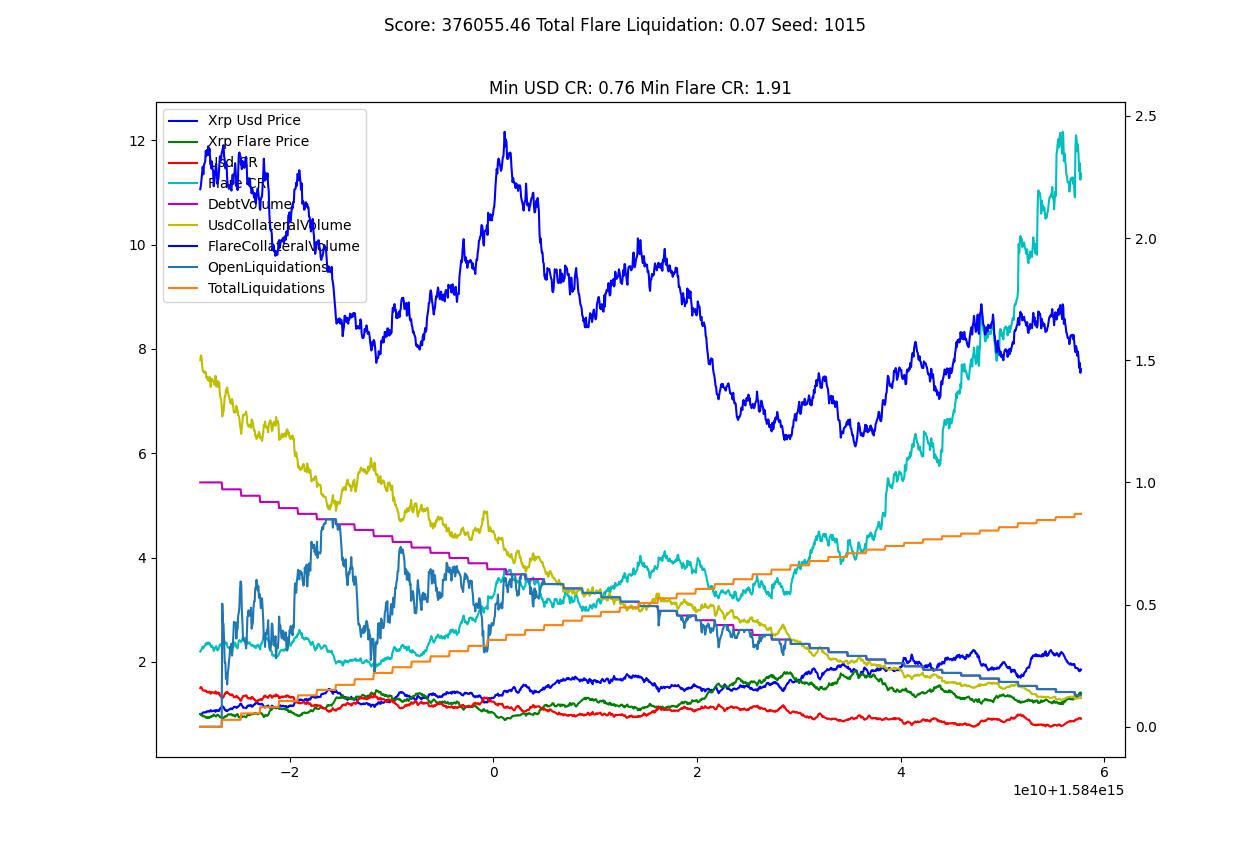 Score: 376055.46 Total Flare Liquidation: 0.07 Seed: 1015
Min USD CR: 0.76 Min Flare CR: 1.91
Xrp Usd Price
Xrp Flare Price
Usd CR
Flare CR
DebtVolume
UsdCollateralVolume
FlareCollateralVolume
OpenLiquidations
TotalLiquidations
12
10
8
6
4
2
2.5
2.0
1.5
1.0
0.5
0.0
−2
0
2
4
6
1e10+1.584e15